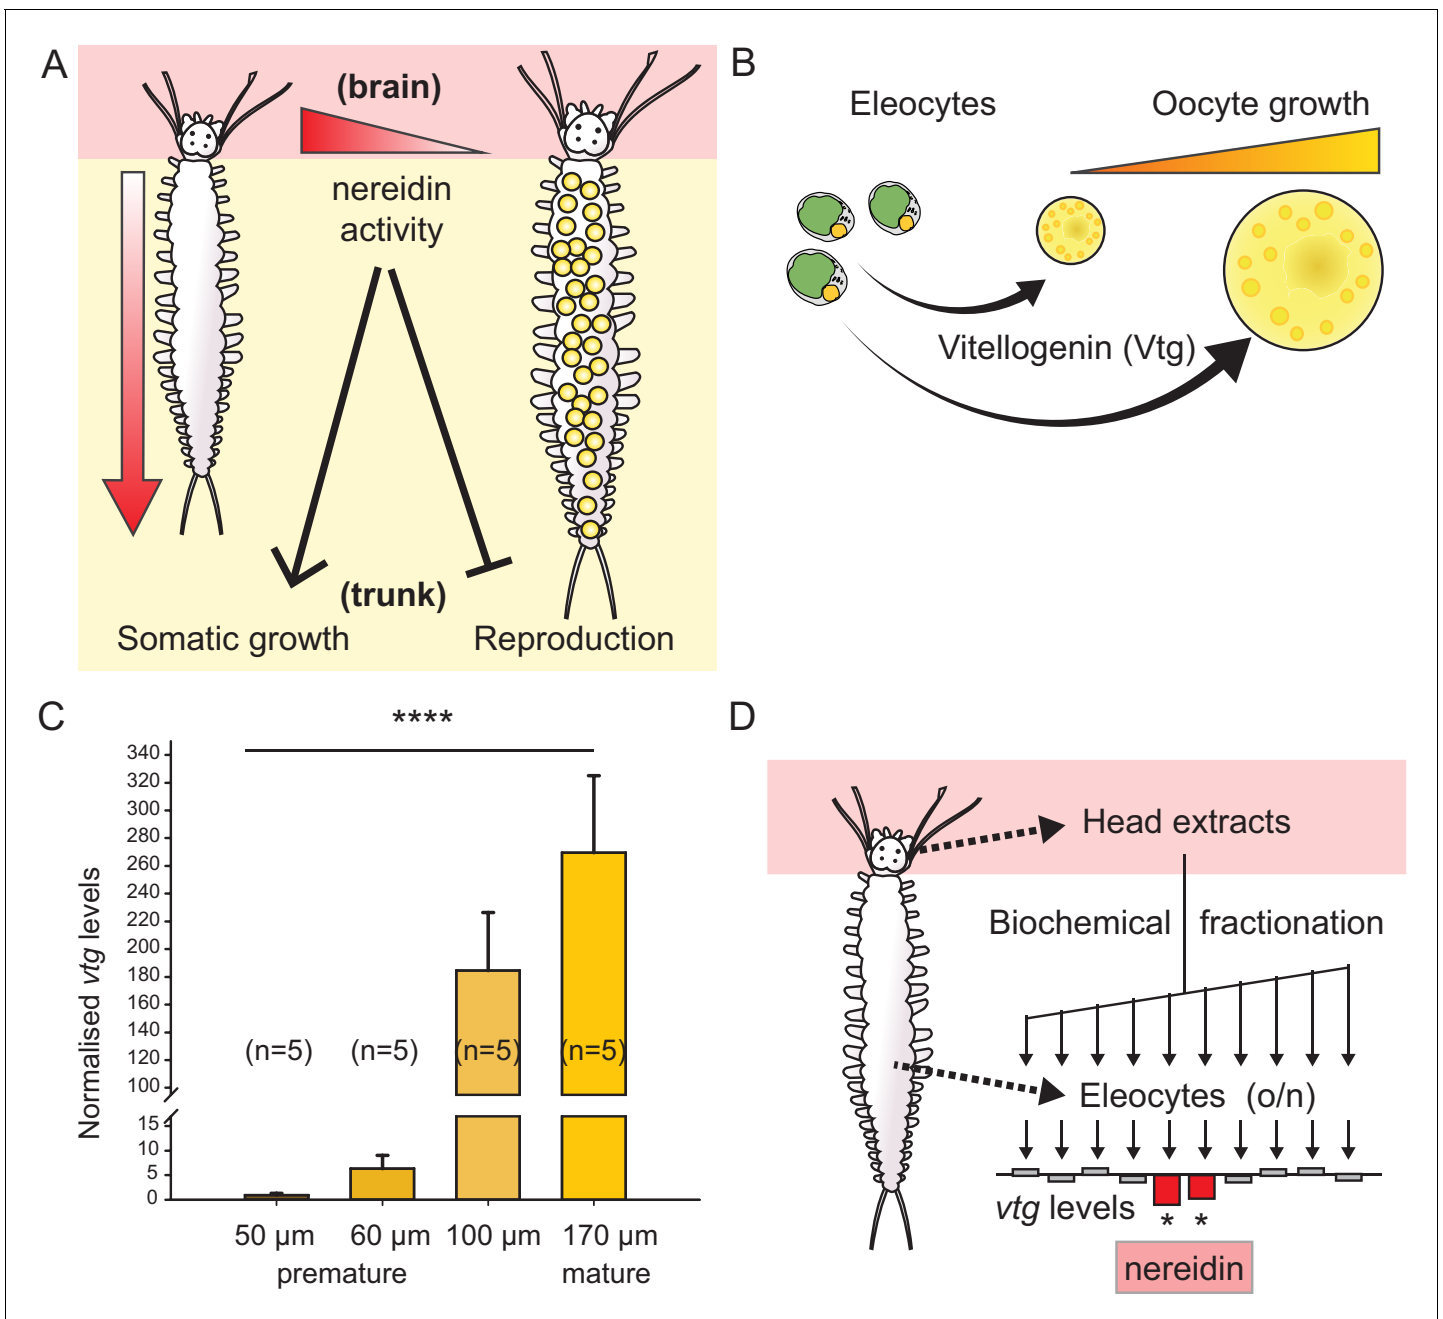 A
(brain)
nereidin
activity
(trunk)
Somatic growth
Reproduction
B
Eleocytes
Oocyte growth
Vitellogenin (Vtg)
C
****
Normalised vtg levels
340
320
300
280
260
240
220
200
180
160
140
120
100
15
10
5
0
(n=5)
(n=5)
(n=5)
(n=5)
50 µm
60 µm
100 µm
170 µm
premature
mature
D
Head extracts
Biochemical fractionation
Eleocytes (o/n)
vtg levels
* *
nereidin